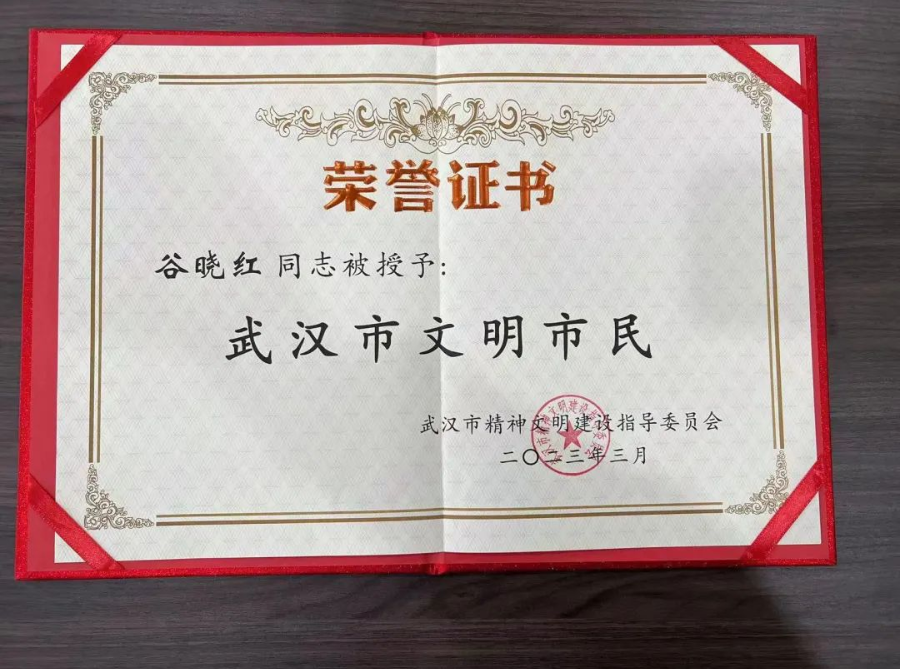 荣誉证书
谷晓红 同志被授予:
武汉市文明市民
武汉市精神文明建设指导委员会
二〇二三年三月